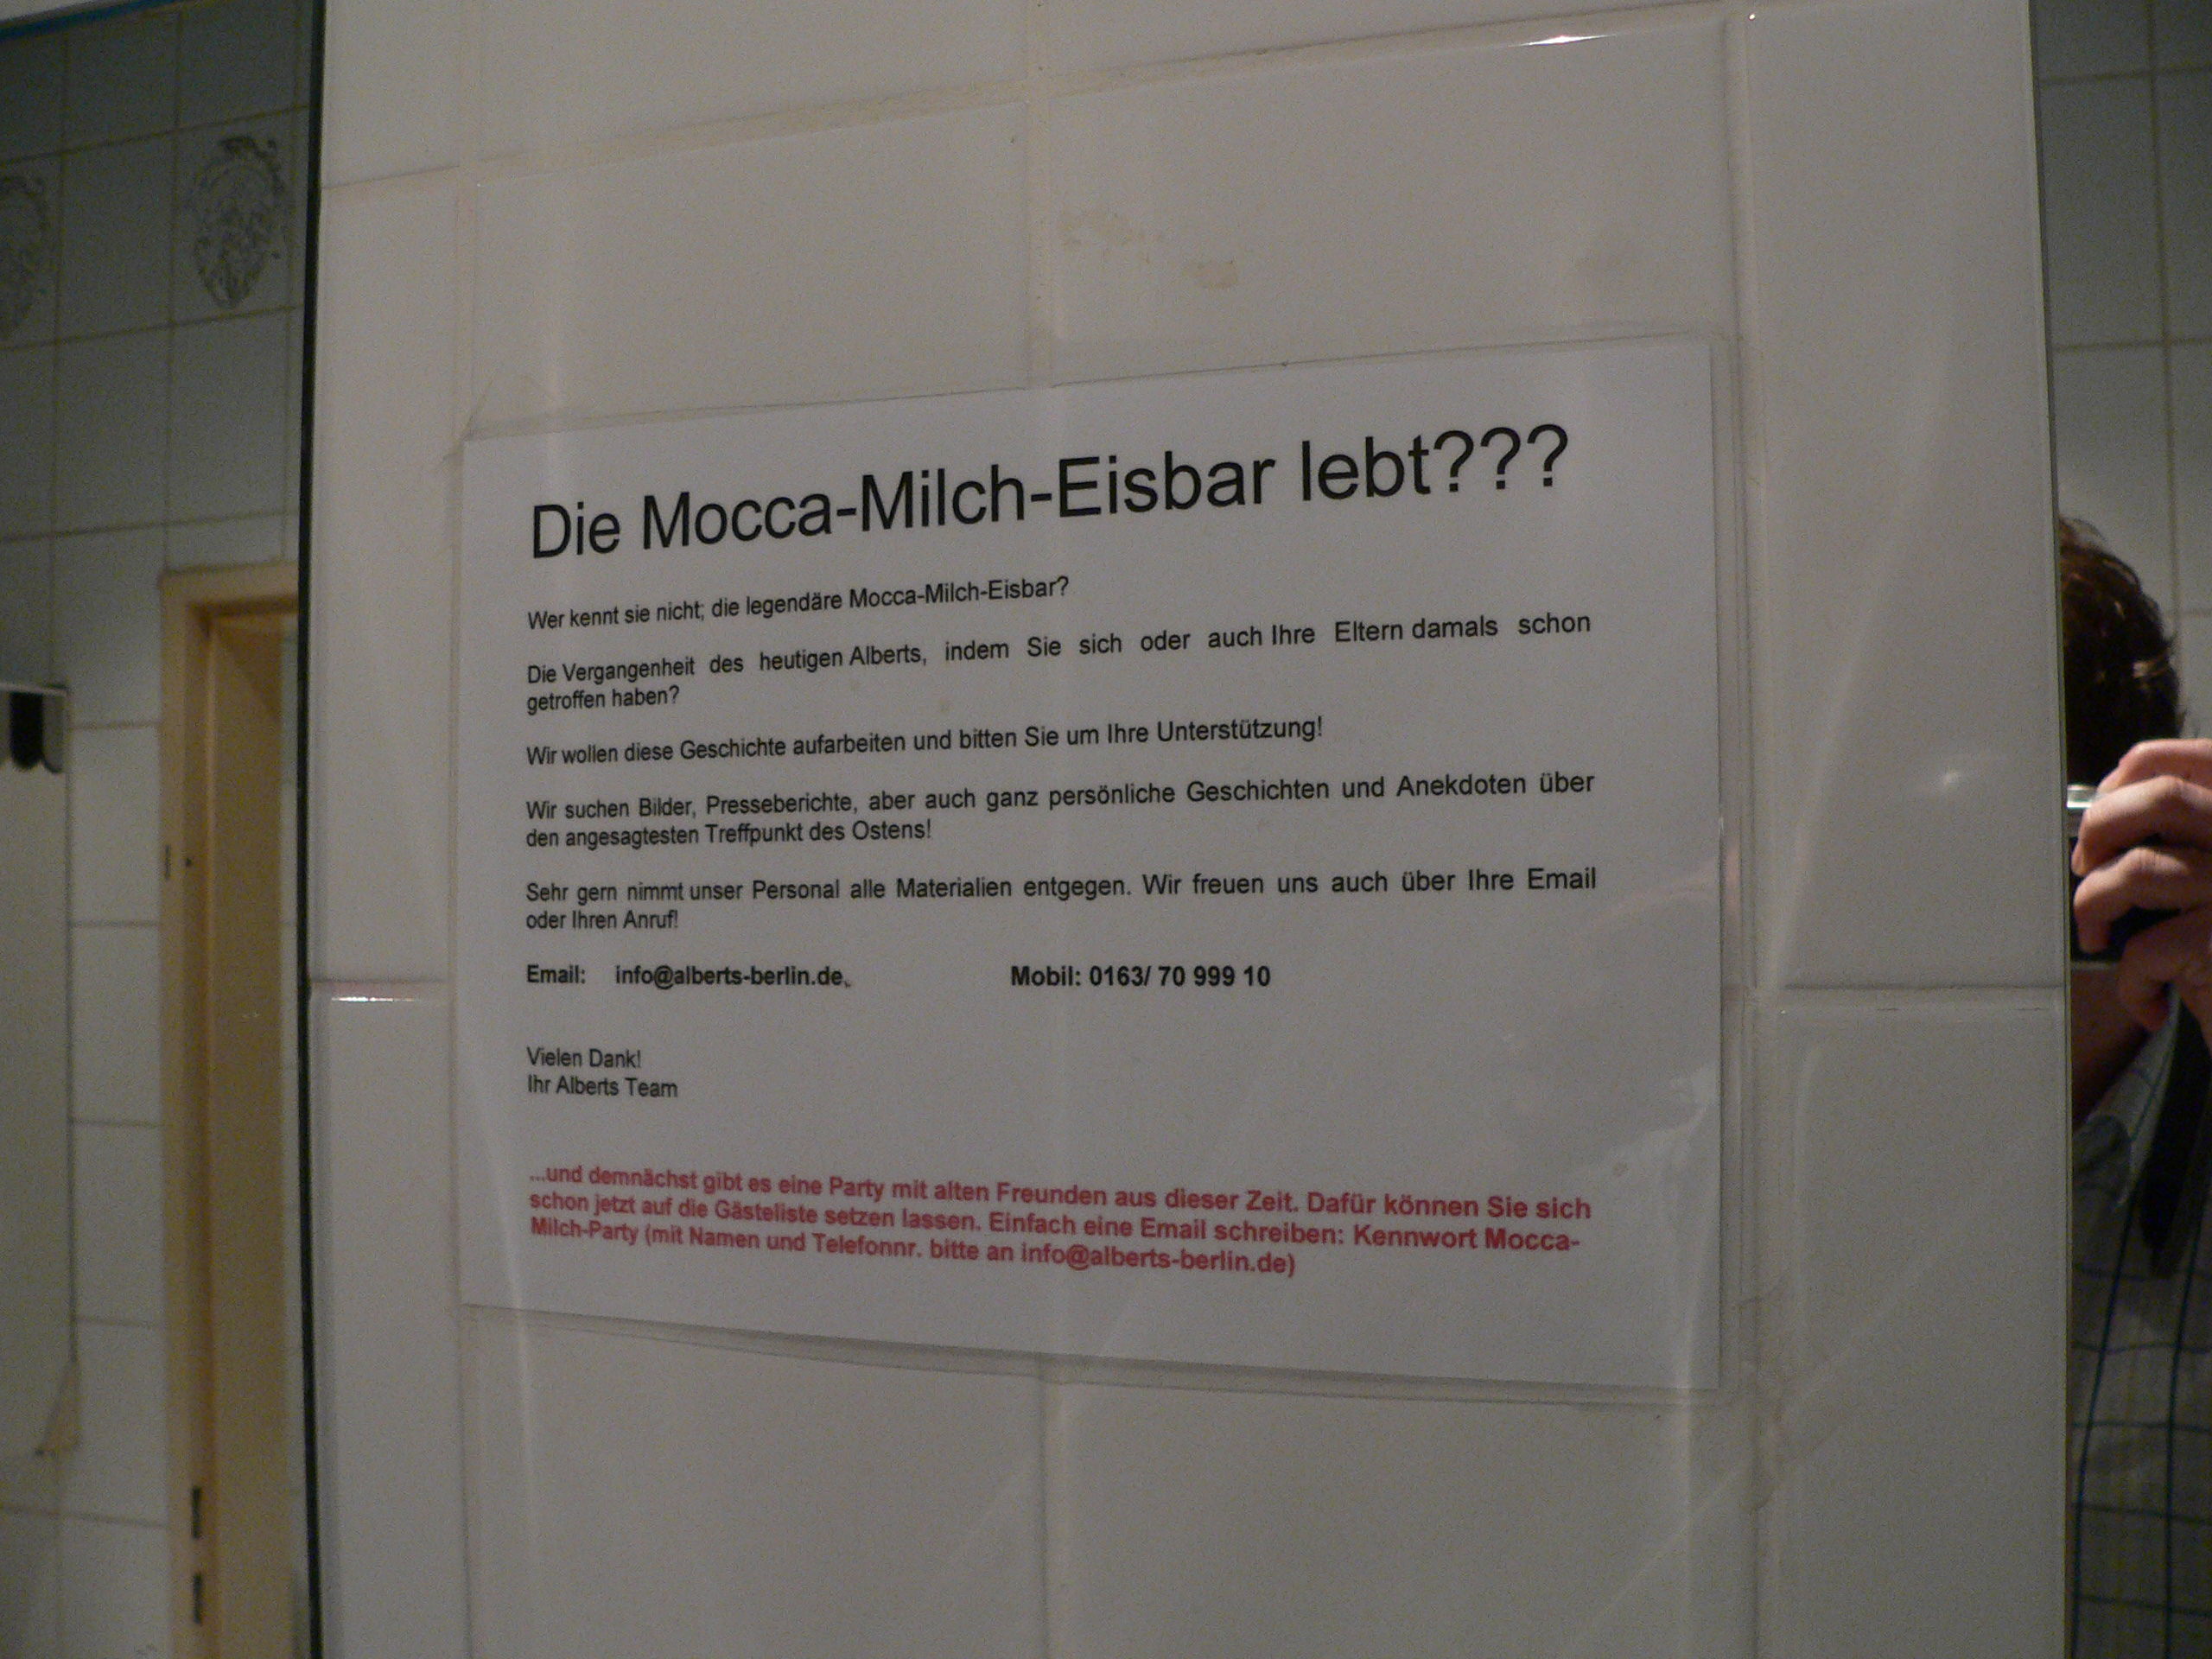 Die Mocca-Milch-Eisbar lebt???
Wer kennt sie nicht; die legendäre Mocca-Milch-Eisbar?
Die Vergangenheit des heutigen Alberts, indem Sie sich oder auch Ihre Eltern damals schon
getroffen haben?
Wir wollen diese Geschichte aufarbeiten und bitten Sie um Ihre Unterstützung!
Wir suchen Bilder, Presseberichte, aber auch ganz persönliche Geschichten und Anekdoten über
den angesagtesten Treffpunkt des Ostens!
Sehr gern nimmt unser Personal alle Materialien entgegen. Wir freuen uns auch über Ihre Email
oder Ihren Anruf!
Email: info@alberts-berlin.de. Mobil: 0163/ 70 999 10
Vielen Dank!
Ihr Alberts Team
...und demnächst gibt es eine Party mit alten Freunden aus dieser Zeit. Dafür können Sie sich
schon jetzt auf die Gästeliste setzen lassen. Einfach eine Email schreiben: Kennwort Mocca-
Milch-Party (mit Namen und Telefonnr. bitte an info@alberts-berlin.de)